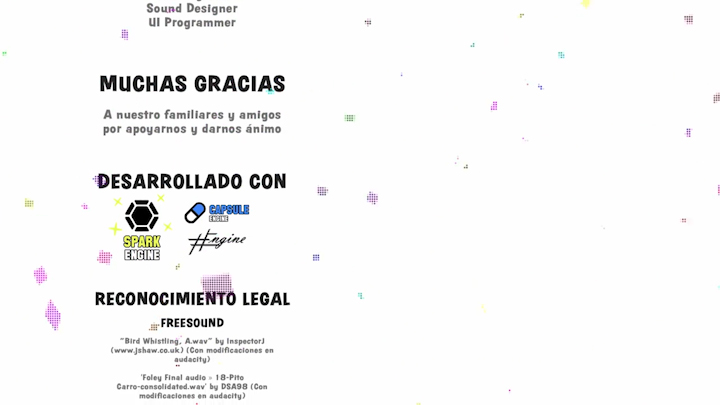 Sound Designer
UI Programmer
MUCHAS GRACIAS
A nuestro familiares y amigos
por apoyarnos y darnos ánimo
DESARROLLADO CON
SPARK
ENGINE
CAPSULE
ENGINE
#Engine
RECONOCIMIENTO LEGAL
FREESOUND
"Bird Whistling, A.wav" by InspectorJ
(www.jshaw.co.uk) (Con modificaciones en
audacity)
'Foley Final audio > 18-Pito
Carro-consolidated.wav' by DSA98 (Con
modificaciones en audacity)